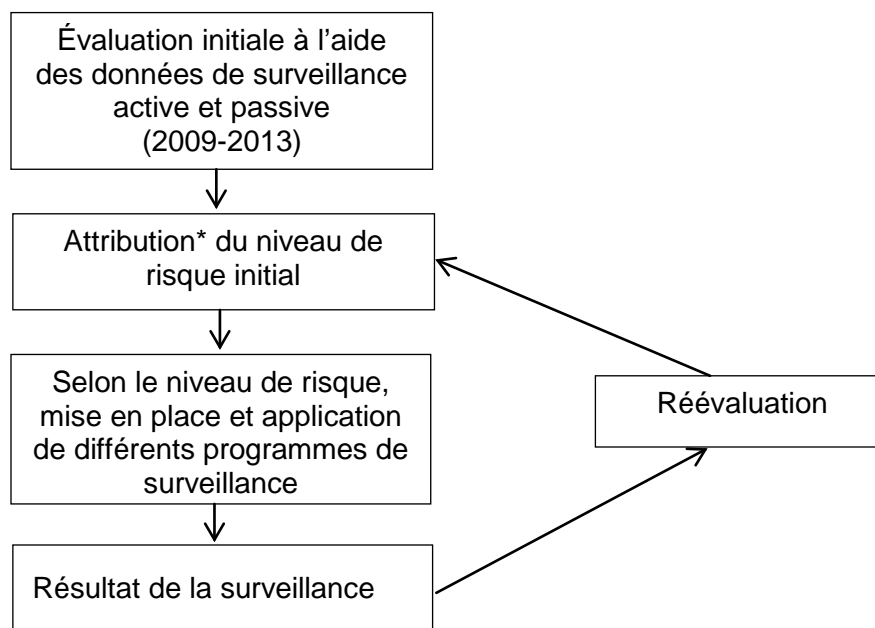 Évaluation initiale à l’aide
des données de surveillance
active et passive
(2009-2013)
Attribution* du niveau de
risque initial
Selon le niveau de risque,
mise en place et application
de différents programmes de
surveillance
Réévaluation
Résultat de la surveillance